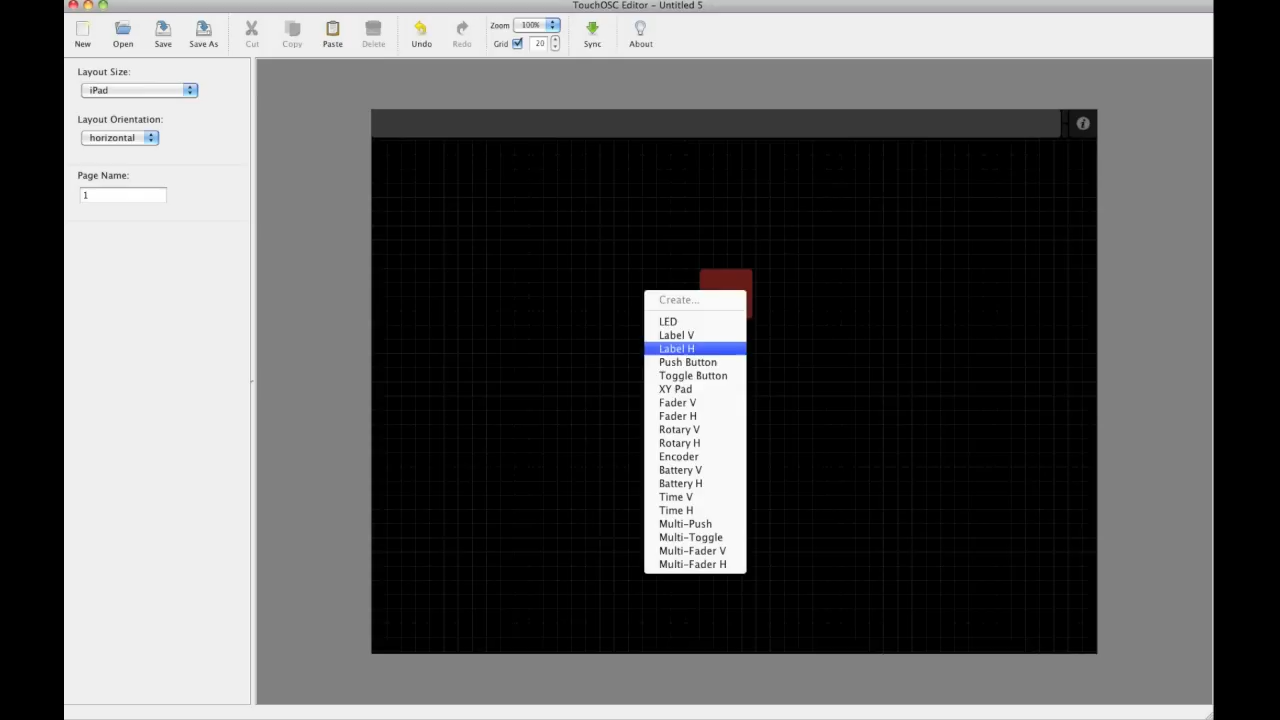 TouchOSC Editor - Untitled 5
New Open Save Save As Cut Copy Paste Delete Undo Redo Zoom 100% Grid 20 Sync About
Layout Size:
iPad
Layout Orientation:
horizontal
Page Name:
1
i
Create...
LED
Label V
Label H
Push Button
Toggle Button
XY Pad
Fader V
Fader H
Rotary V
Rotary H
Encoder
Battery V
Battery H
Time V
Time H
Multi-Push
Multi-Toggle
Multi-Fader V
Multi-Fader H